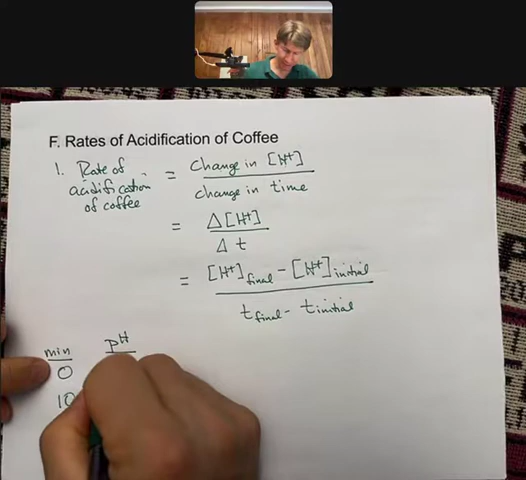 F. Rates of Acidification of Coffee
1. Rate of acidification of coffee = Change in [H+] / change in time
= Δ[H+] / Δt
= [H+]final - [H+]initial / tfinal - tinitial
min pH
0
10